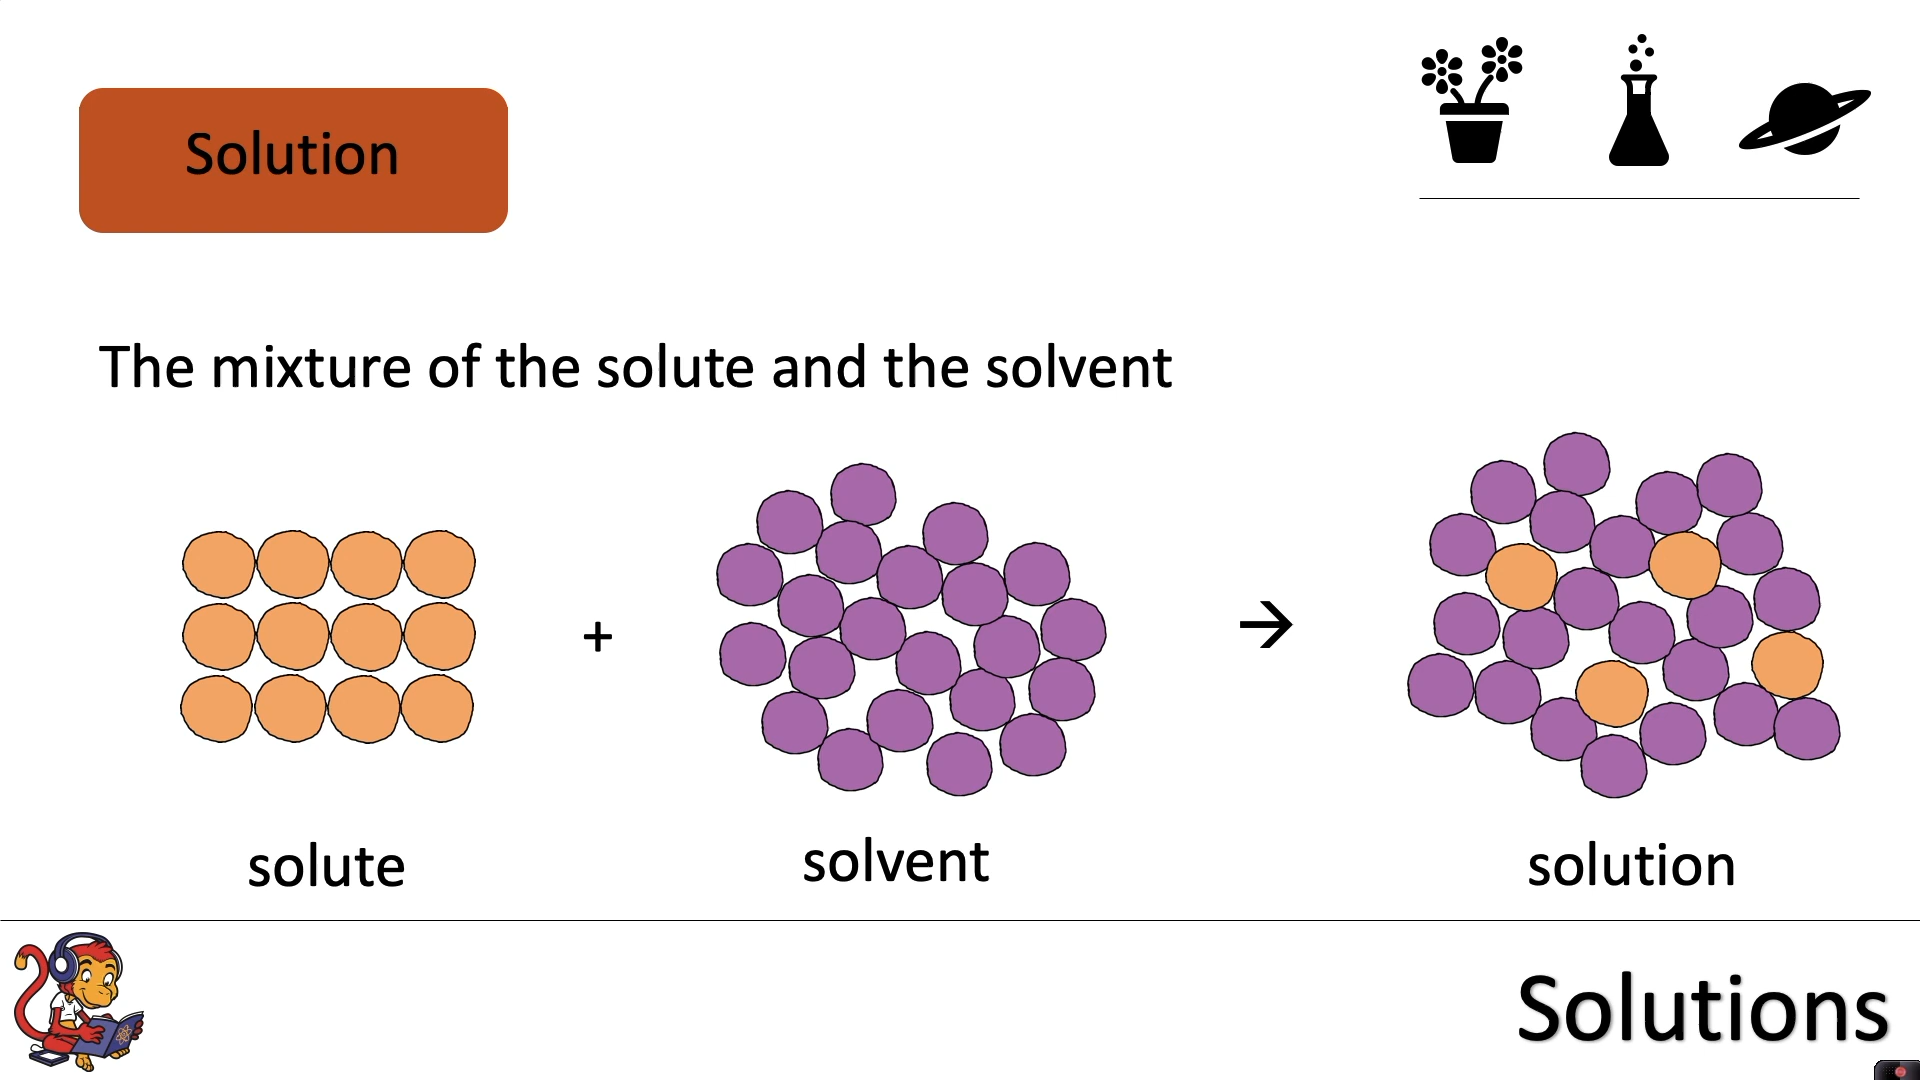 Solution
The mixture of the solute and the solvent
+
→
solute
solvent
solution
Solutions